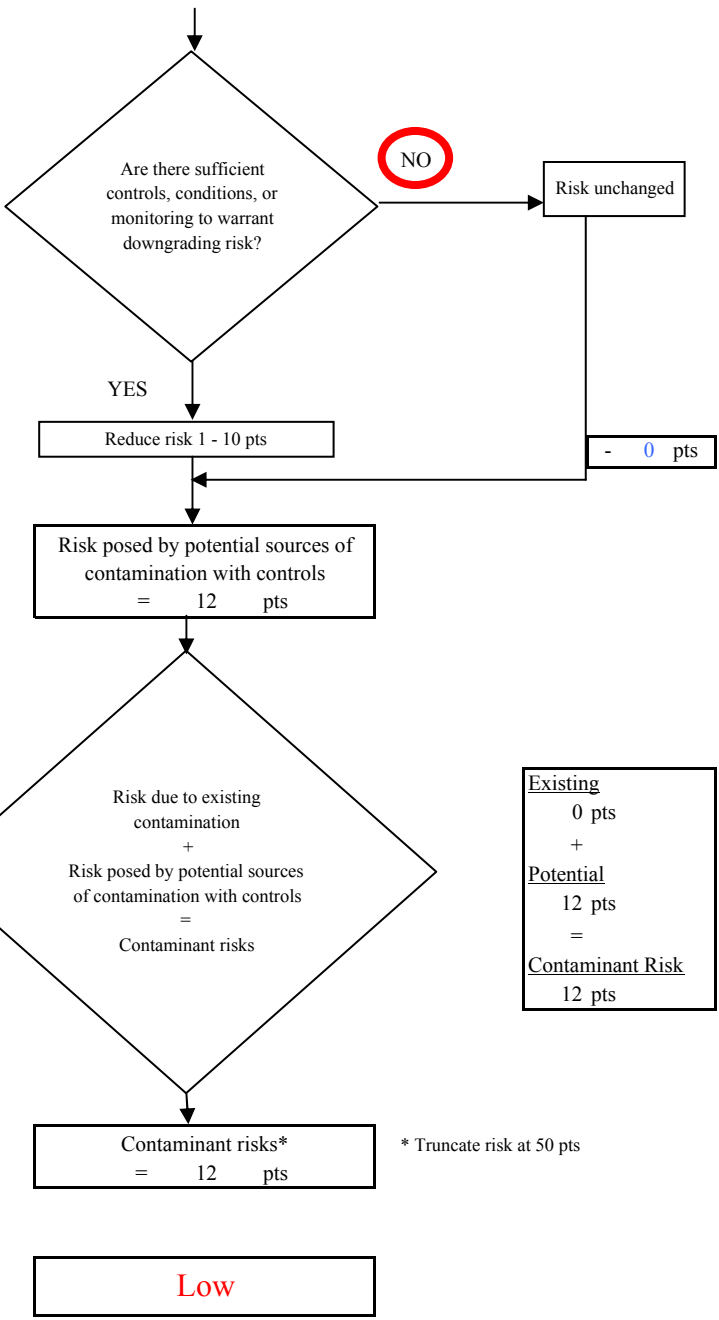 Are there sufficient
controls, conditions, or
monitoring to warrant
downgrading risk?
NO
Risk unchanged
YES
Reduce risk 1 - 10 pts
- 0 pts
Risk posed by potential sources of
contamination with controls
= 12 pts
Risk due to existing
contamination
+
Risk posed by potential sources
of contamination with controls
=
Contaminant risks
Existing
0 pts
+
Potential
12 pts
=
Contaminant Risk
12 pts
Contaminant risks*
= 12 pts
* Truncate risk at 50 pts
Low